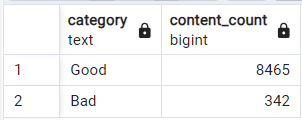 category content_count
text bigint
1 Good 8465
2 Bad 342